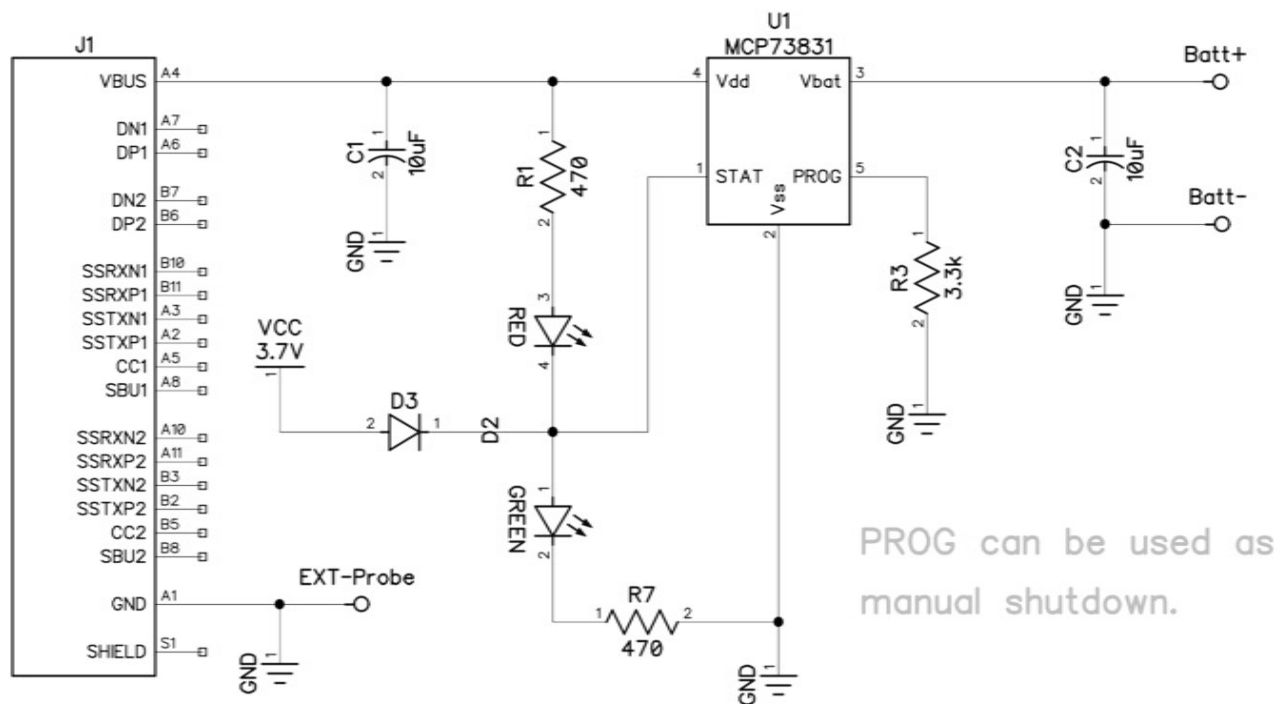 J1
VBUS A4
DN1 A7
DP1 A6
DN2 B7
DP2 B6
SSRXN1 B10
SSRXP1 B11
SSTXN1 A3
SSTXP1 A2
CC1 A5
SBU1 A8
SSRXN2 A10
SSRXP2 A11
SSTXN2 B3
SSTXP2 B2
CC2 B5
SBU2 B8
GND A1
SHIELD S1
EXT-Probe
GND 1
C1
10uF
1
2
GND 1
VCC
3.7V
1
D3
2 1
D2
R1
470
1
2
RED
3
4
GREEN
1
2
R7
1 2
470
U1
MCP73831
4 Vdd
Vbat 3
1 STAT
PROG 5
Vss
2
GND 1
R3
3.3k
1
2
GND 1
Batt+
C2
10uF
1
2
Batt-
GND 1
PROG can be used as
manual shutdown.